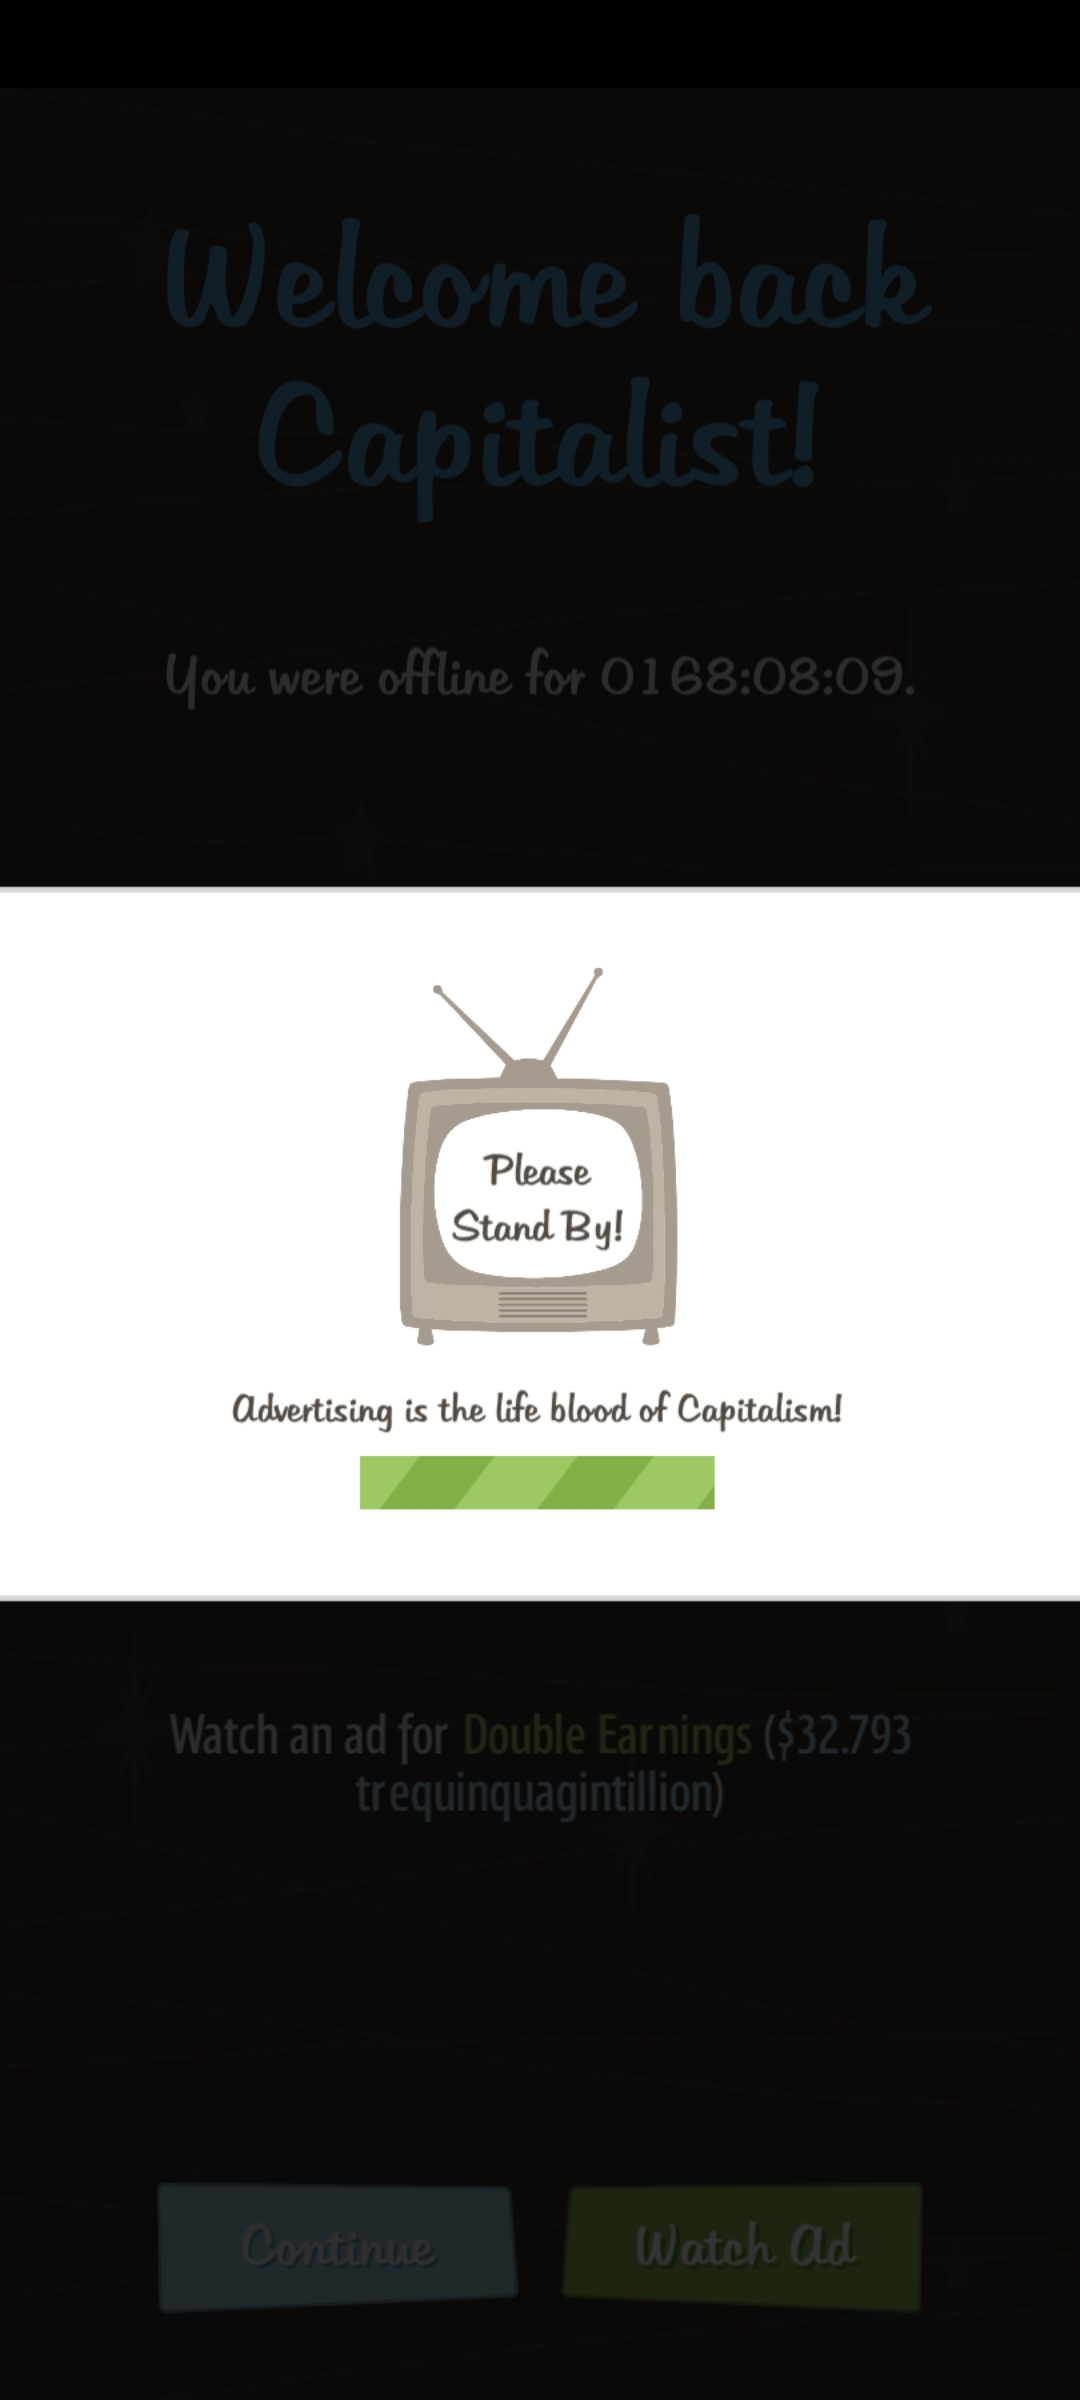 Welcome back
Capitalist!
You were offline for 0168:08:09.
Please
Stand By!
Advertising is the life blood of Capitalism!
Watch an ad for Double Earnings ($32.793
trequinquagintillion)
Continue
Watch Ad